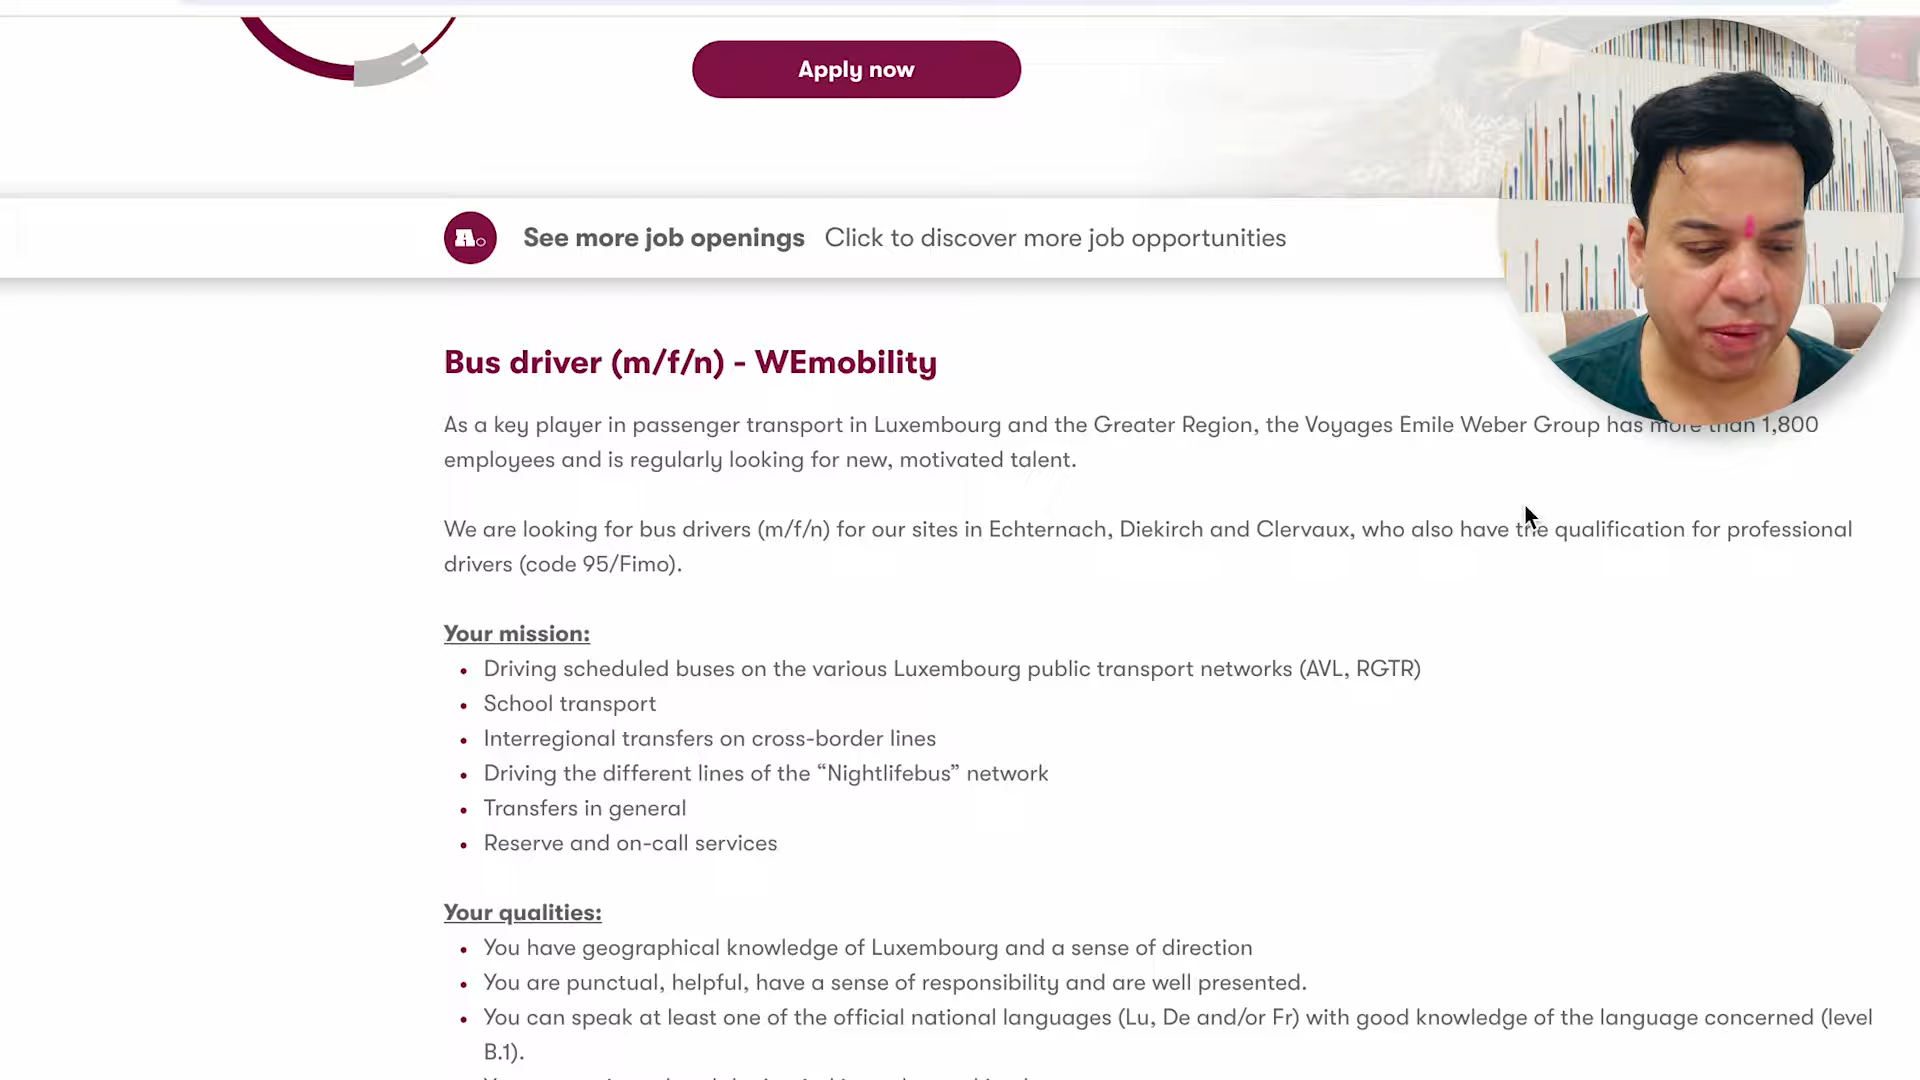 Apply now
See more job openings Click to discover more job opportunities
Bus driver (m/f/n) - WEmobility
As a key player in passenger transport in Luxembourg and the Greater Region, the Voyages Emile Weber Group has more than 1,800
employees and is regularly looking for new, motivated talent.
We are looking for bus drivers (m/f/n) for our sites in Echternach, Diekirch and Clervaux, who also have the qualification for professional
drivers (code 95/Fimo).
Your mission:
• Driving scheduled buses on the various Luxembourg public transport networks (AVL, RGTR)
• School transport
• Interregional transfers on cross-border lines
• Driving the different lines of the “Nightlifebus” network
• Transfers in general
• Reserve and on-call services
Your qualities:
• You have geographical knowledge of Luxembourg and a sense of direction
• You are punctual, helpful, have a sense of responsibility and are well presented.
• You can speak at least one of the official national languages (Lu, De and/or Fr) with good knowledge of the language concerned (level
B.1).